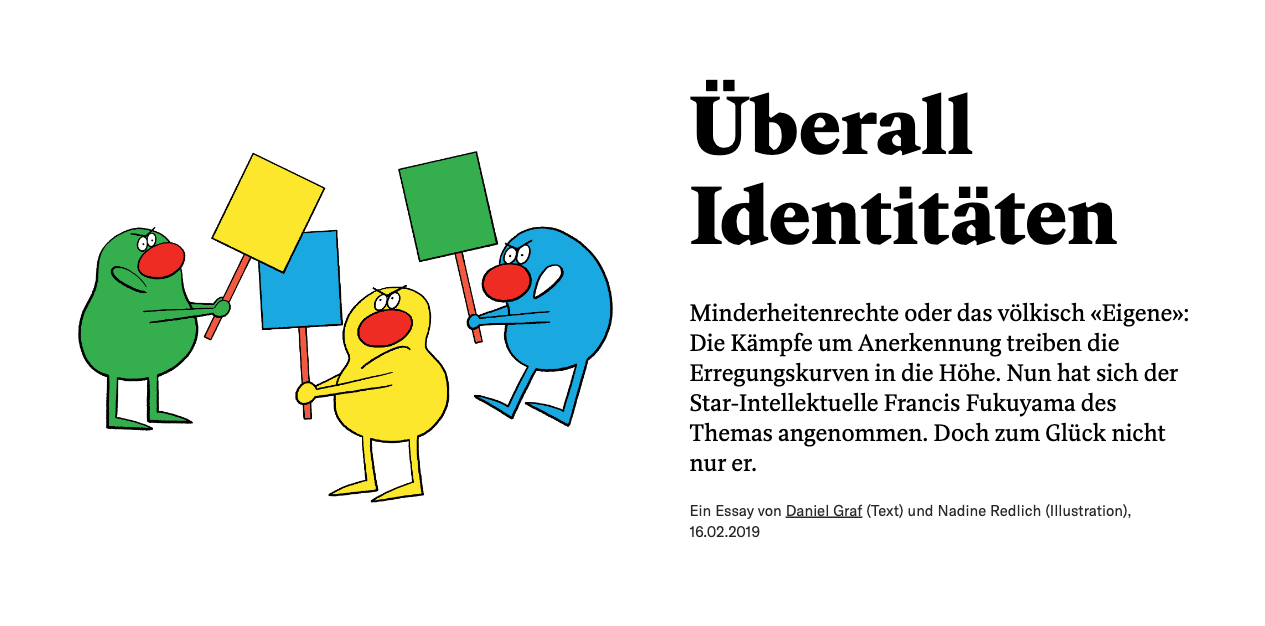 Überall
Identitäten
Minderheitenrechte oder das völkisch «Eigene»:
Die Kämpfe um Anerkennung treiben die
Erregungskurven in die Höhe. Nun hat sich der
Star-Intellektuelle Francis Fukuyama des
Themas angenommen. Doch zum Glück nicht
nur er.
Ein Essay von Daniel Graf (Text) und Nadine Redlich (Illustration),
16.02.2019